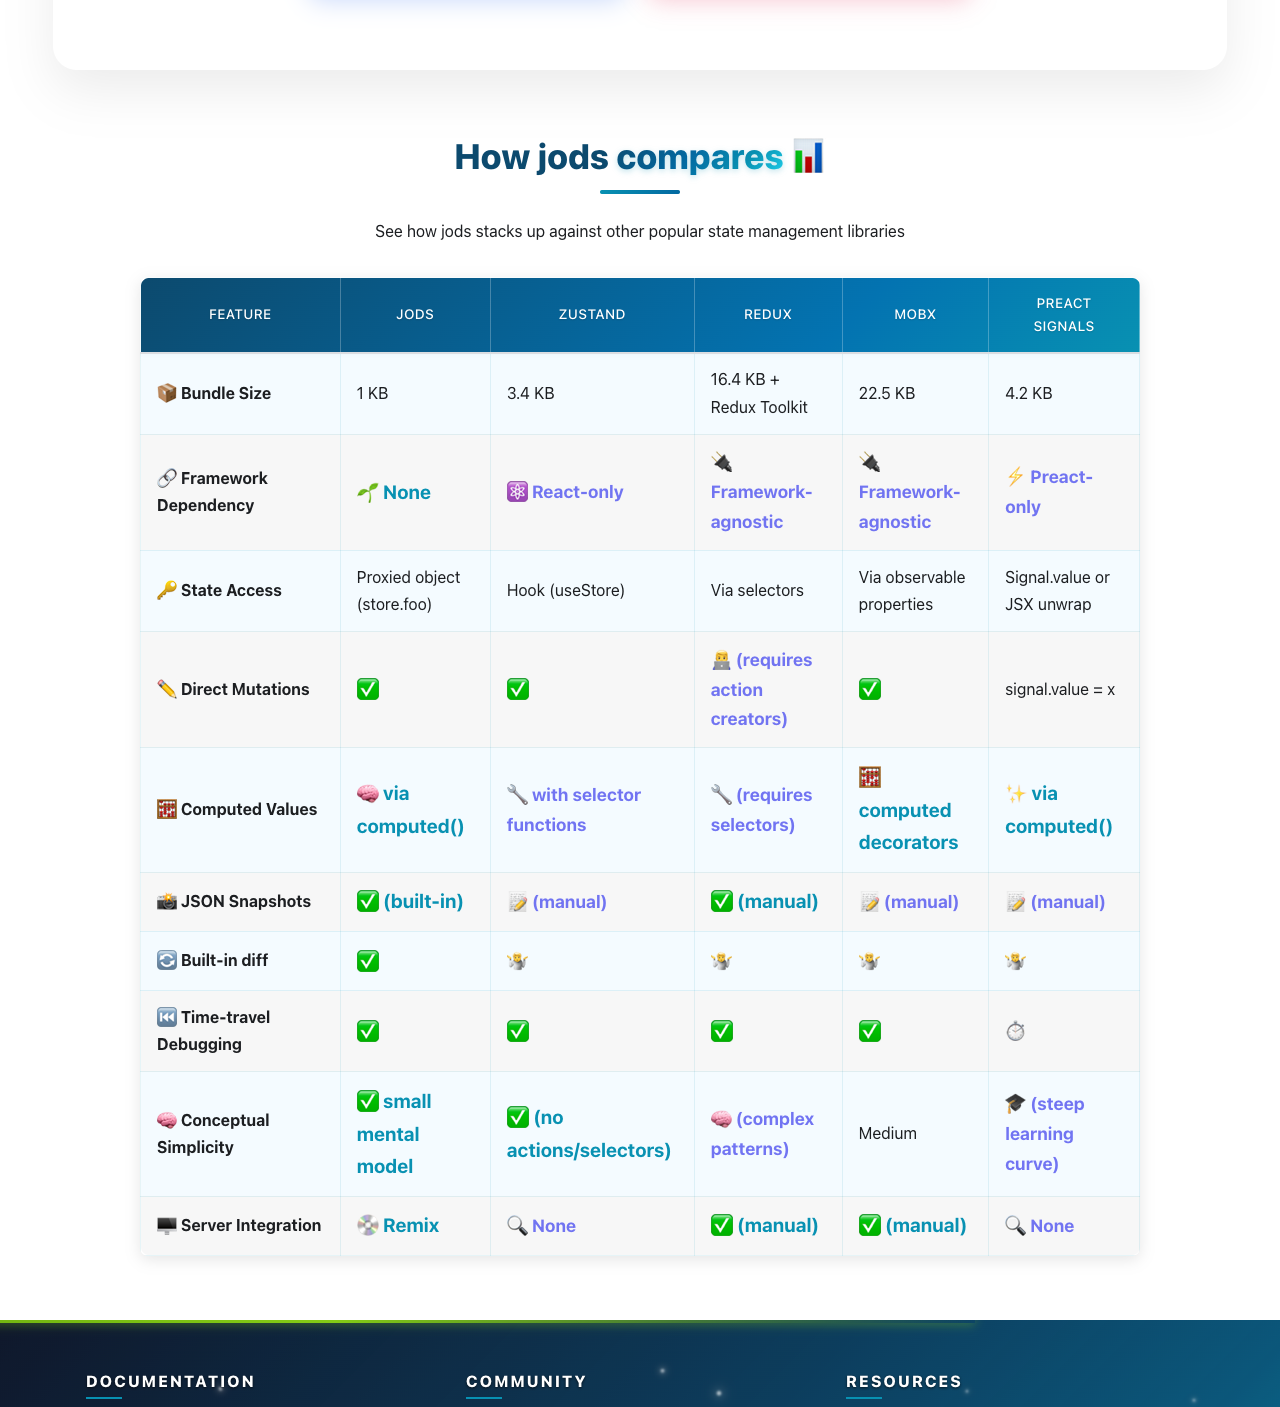 How jods compares 📊
See how jods stacks up against other popular state management libraries
FEATURE JODS ZUSTAND REDUX MOBX PREACT SIGNALS
📦 Bundle Size 1 KB 3.4 KB 16.4 KB + Redux Toolkit 22.5 KB 4.2 KB
🔗 Framework Dependency 🌱 None ⚛️ React-only 🔌 Framework-agnostic 🔌 Framework-agnostic ⚡ Preact-only
🔑 State Access Proxied object (store.foo) Hook (useStore) Via selectors Via observable properties Signal.value or JSX unwrap
✏️ Direct Mutations ✅ ✅ 👨‍💻 (requires action creators) ✅ signal.value = x
🧮 Computed Values 🧠 via computed() 🔧 with selector functions 🔧 (requires selectors) 🧮 computed decorators ✨ via computed()
📸 JSON Snapshots ✅ (built-in) 📝 (manual) ✅ (manual) 📝 (manual) 📝 (manual)
🔄 Built-in diff ✅ 🤷 🤷 🤷 🤷
⏮️ Time-travel Debugging ✅ ✅ ✅ ✅ ⏱️
🧠 Conceptual Simplicity ✅ small mental model ✅ (no actions/selectors) 🧠 (complex patterns) Medium 🎓 (steep learning curve)
🖥️ Server Integration 💿 Remix 🔍 None ✅ (manual) ✅ (manual) 🔍 None
DOCUMENTATION COMMUNITY RESOURCES